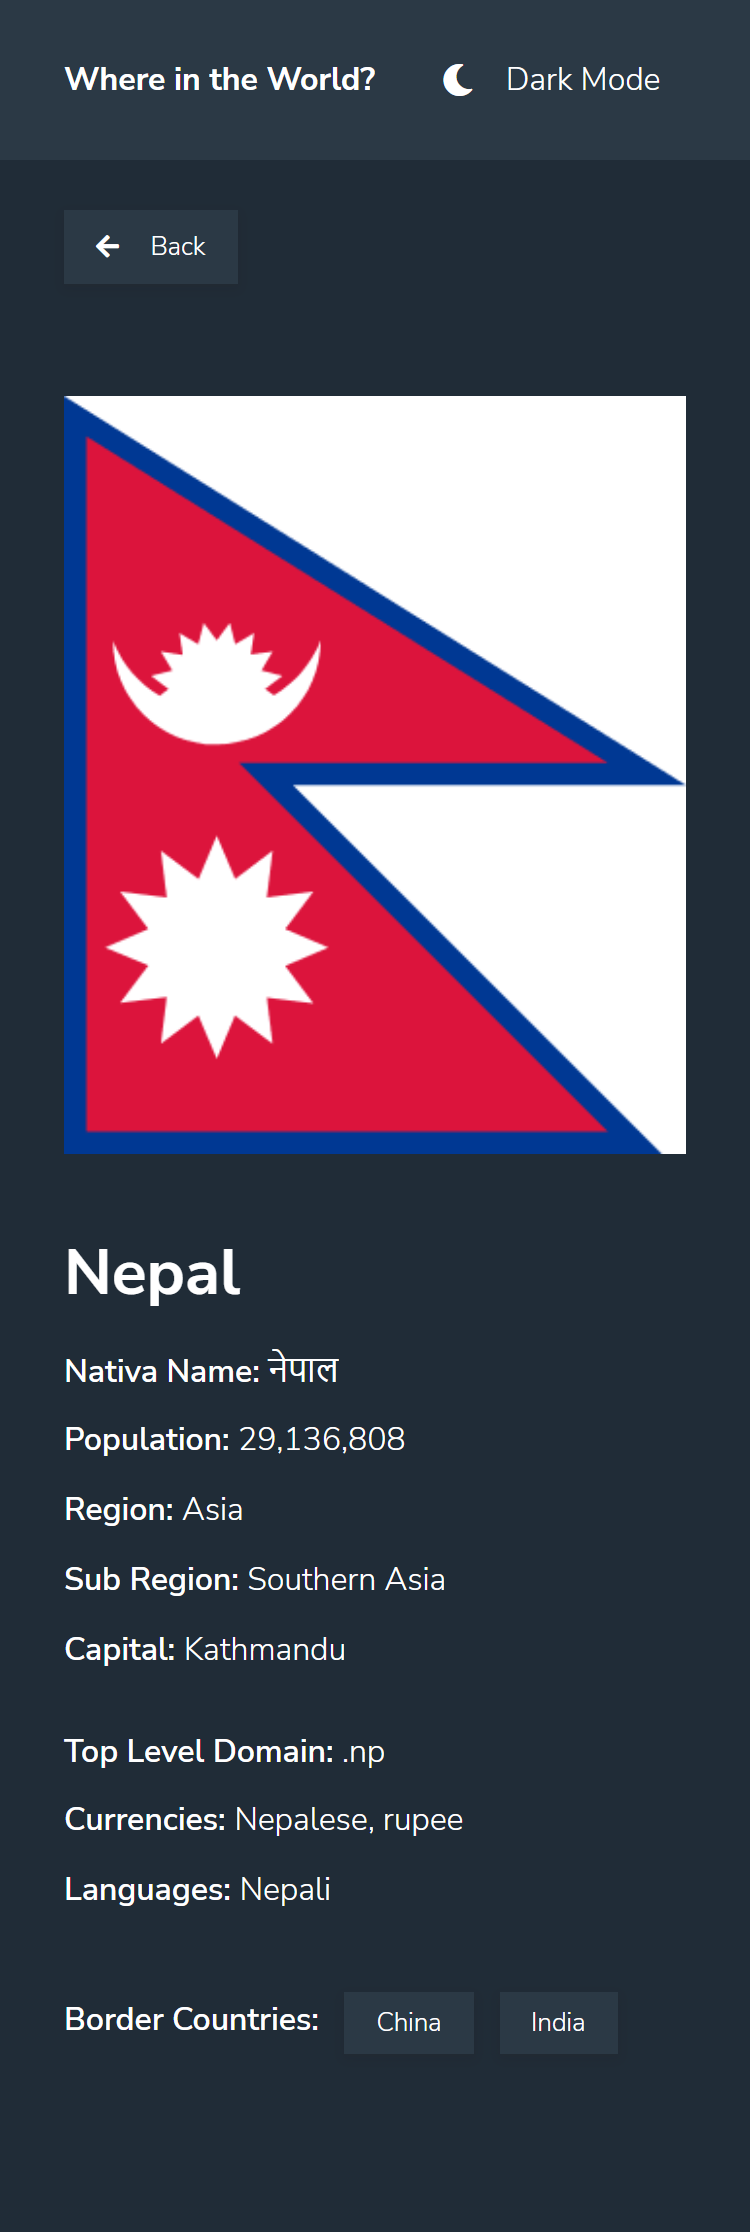 Where in the World? Dark Mode
Back
Nepal
Nativa Name: नेपाल
Population: 29,136,808
Region: Asia
Sub Region: Southern Asia
Capital: Kathmandu
Top Level Domain: .np
Currencies: Nepalese, rupee
Languages: Nepali
Border Countries: China India